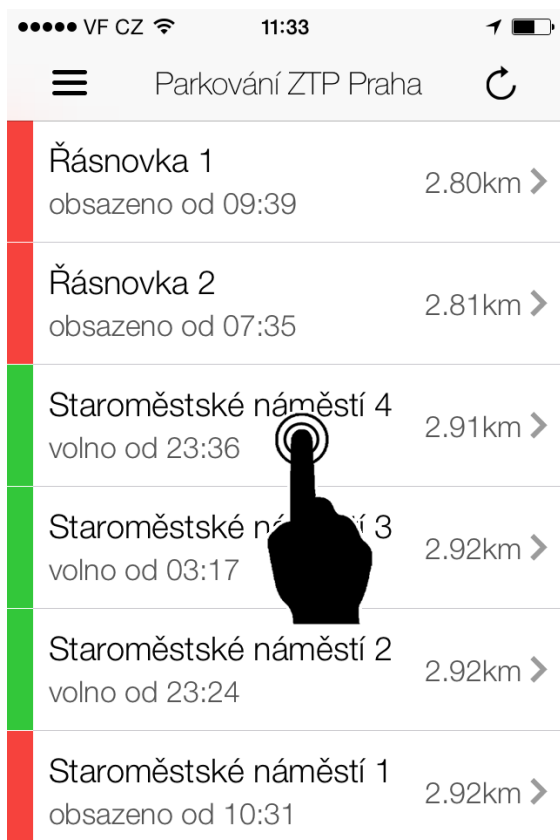 VF CZ 11:33
Parkování ZTP Praha
Řásnovka 1
obsazeno od 09:39
2.80km
Řásnovka 2
obsazeno od 07:35
2.81km
Staroměstské náměstí 4
volno od 23:36
2.91km
Staroměstské ná í 3
volno od 03:17
2.92km
Staroměstské náměstí 2
volno od 23:24
2.92km
Staroměstské náměstí 1
obsazeno od 10:31
2.92km